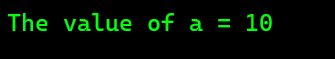 The value of a = 10